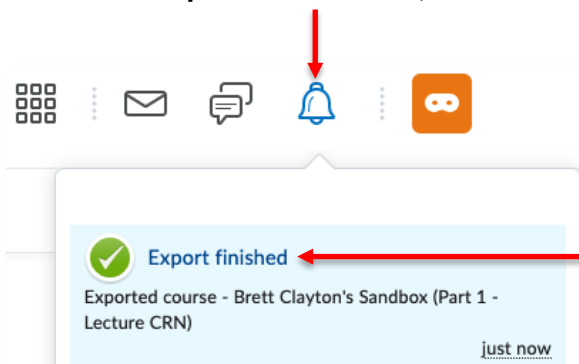 Export finished
Exported course - Brett Clayton's Sandbox (Part 1 -
Lecture CRN)
just now